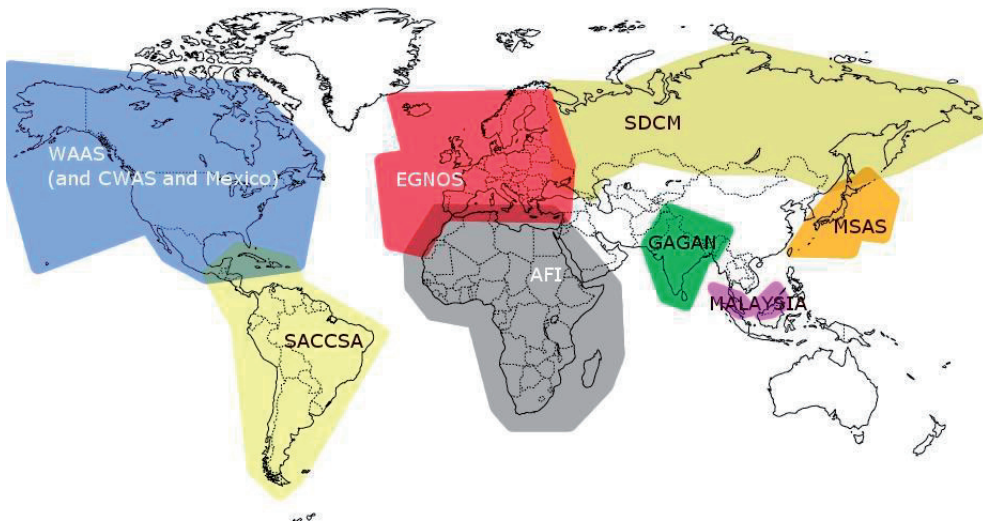 SDCM
WAAS
(and CWAS and Mexico)
EGNOS
MSAS
GAGAN
AFI
MALAYSIA
SACCSA